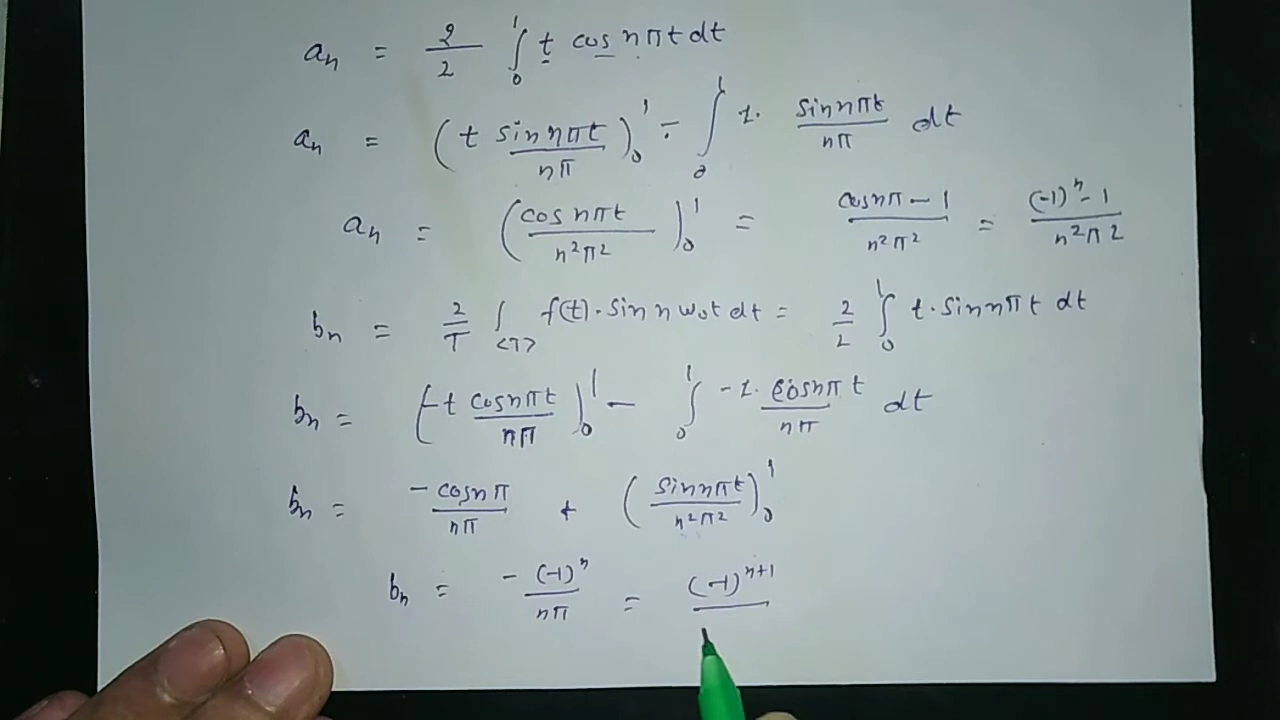 aₙ = 2/2 ∫₀¹ t cos nπt dt
aₙ = (t sin nπt / nπ)₀¹ - ∫₀¹ 1. sin nπt / nπ dt
aₙ = (cos nπt / n²π²)₀¹ = cos nπ - 1 / n²π² = (-1)ⁿ - 1 / n²π²
bₙ = 2/T ∫<T> f(t). sin n ω₀t dt = 2/2 ∫₀¹ t. sin nπt dt
bₙ = [-t cos nπt / nπ]₀¹ - ∫₀¹ -1. cos nπt / nπ dt
bₙ = - cos nπ / nπ + (sin nπt / n²π²)₀¹
bₙ = - (-1)ⁿ / nπ = (-1)ⁿ⁺¹ /